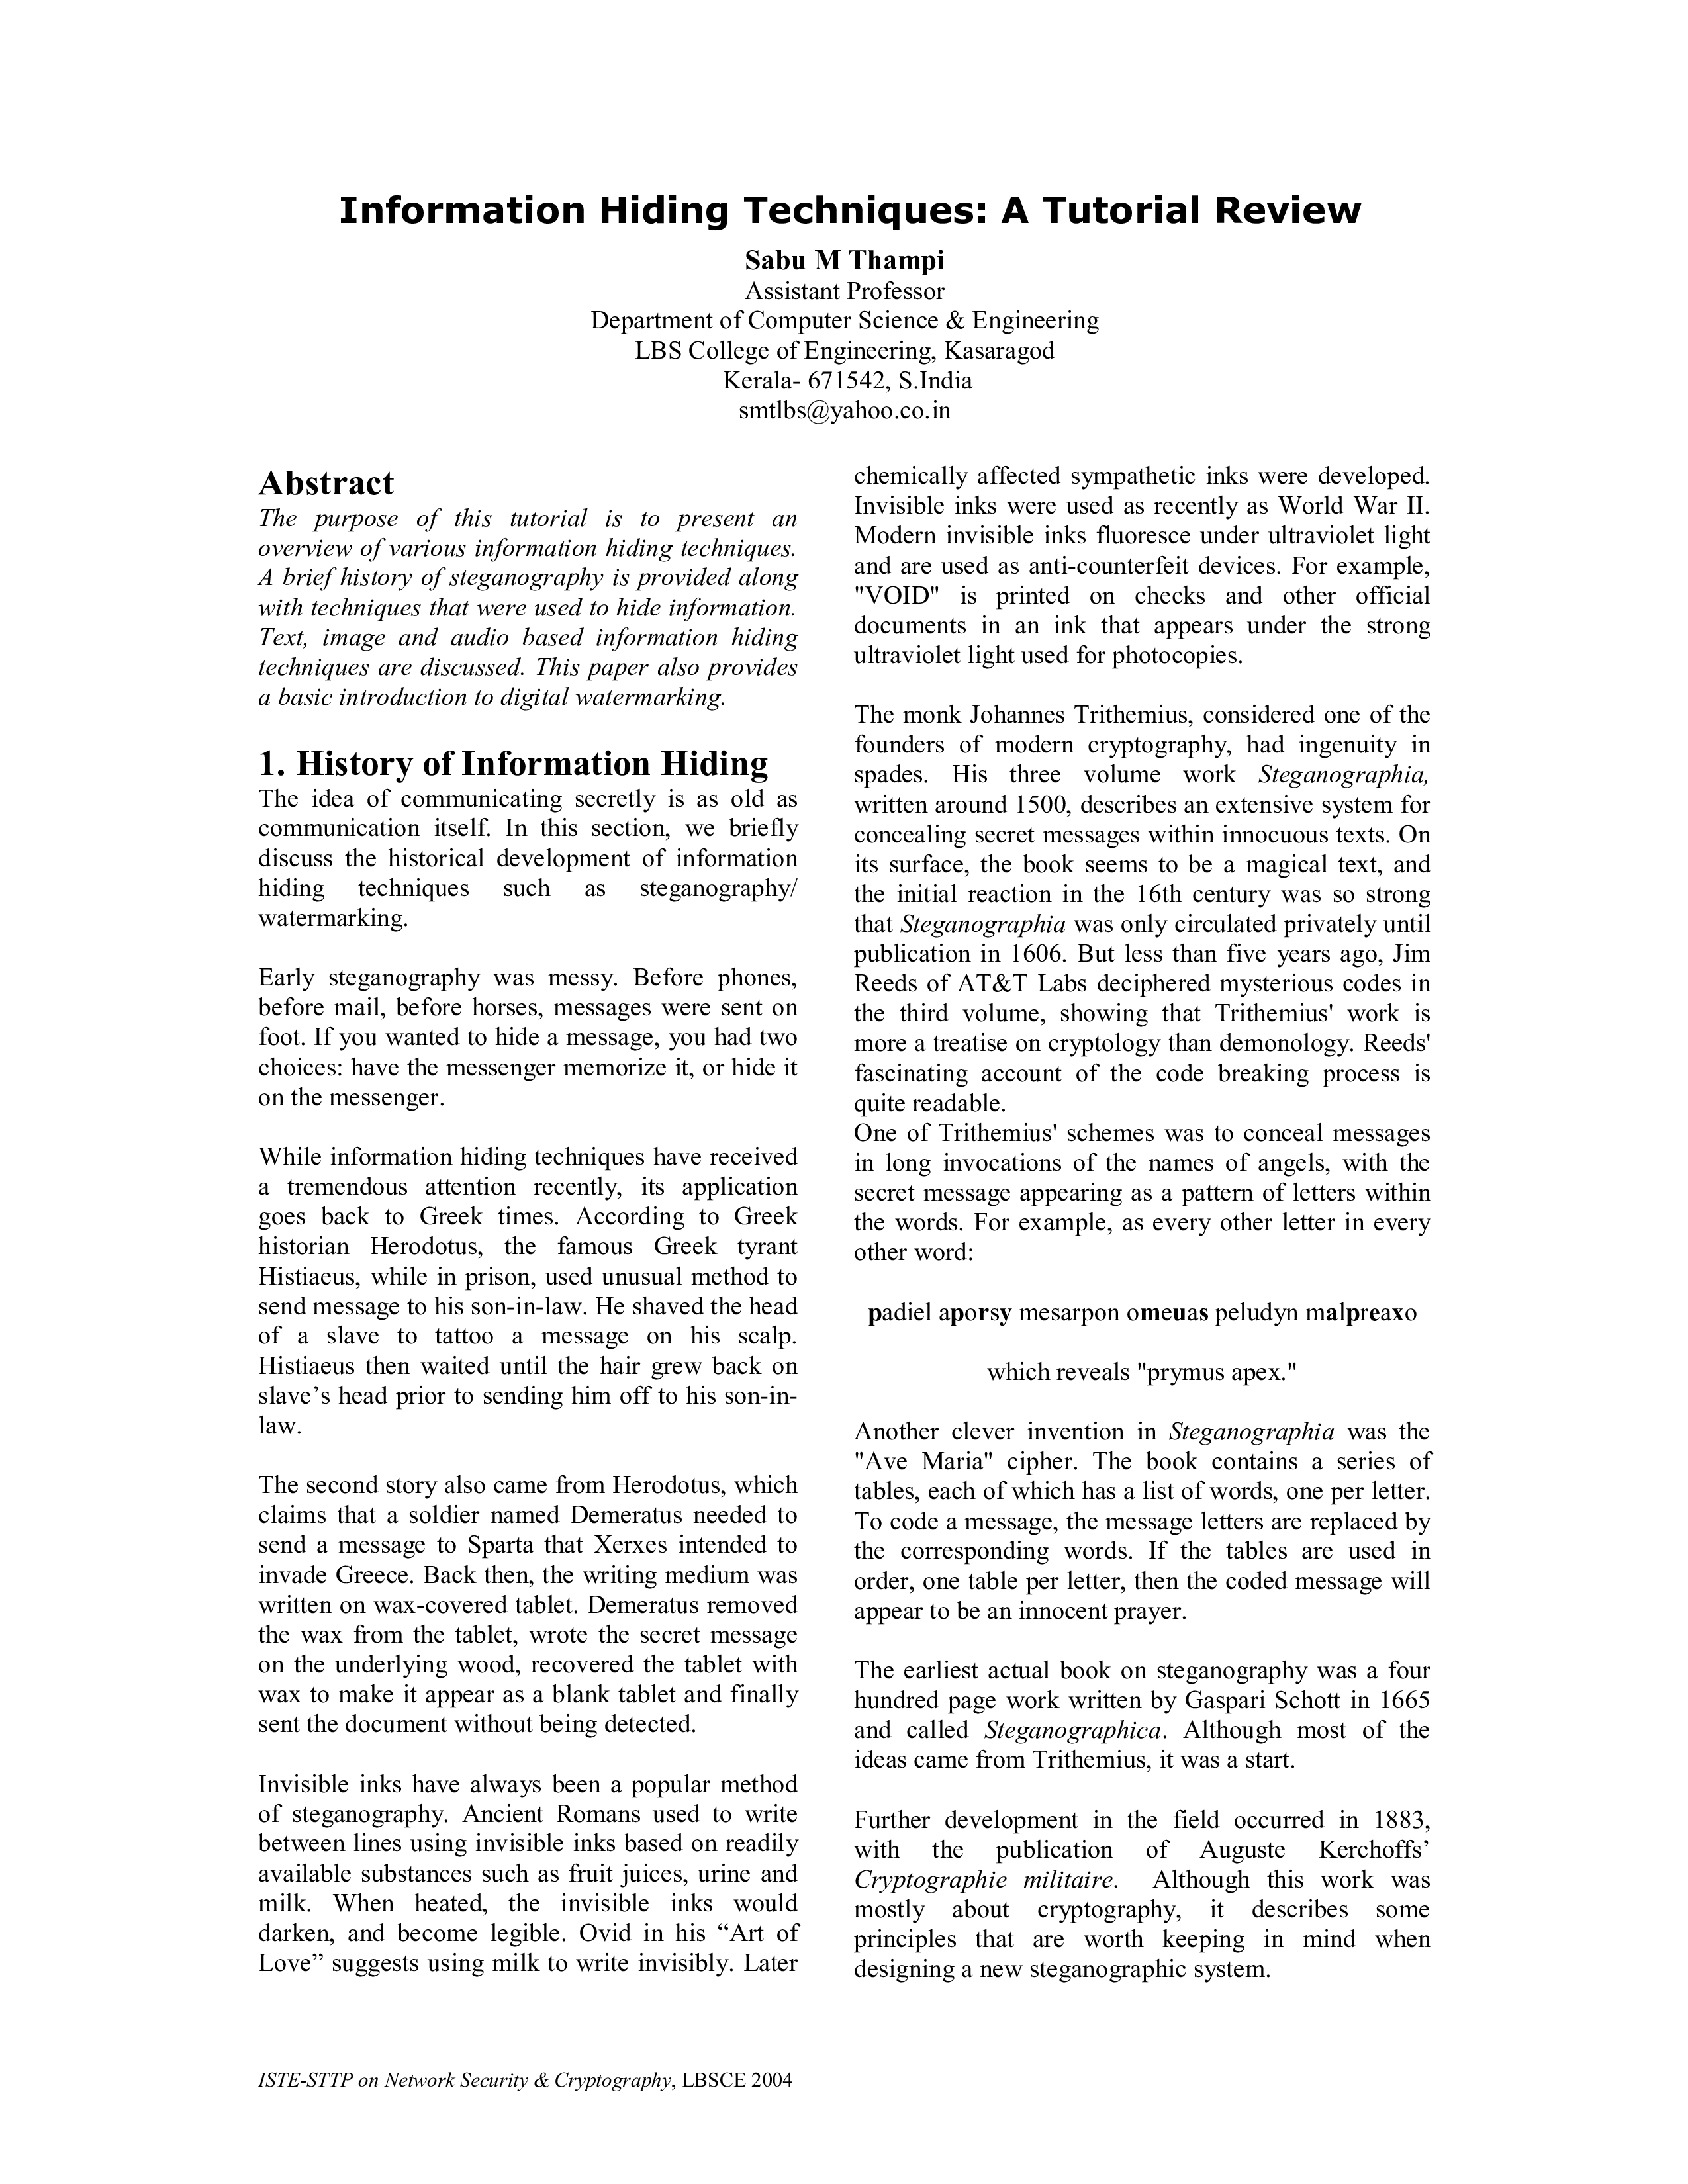 Information Hiding Techniques: A Tutorial Review
Sabu M Thampi
Assistant Professor
Department of Computer Science & Engineering
LBS College of Engineering, Kasaragod
Kerala- 671542, S.India
smtlbs@yahoo.co.in
Abstract
The purpose of this tutorial is to present an
overview of various information hiding techniques.
A brief history of steganography is provided along
with techniques that were used to hide information.
Text, image and audio based information hiding
techniques are discussed. This paper also provides
a basic introduction to digital watermarking.
1. History of Information Hiding
The idea of communicating secretly is as old as
communication itself. In this section, we briefly
discuss the historical development of information
hiding techniques such as steganography/
watermarking.
Early steganography was messy. Before phones,
before mail, before horses, messages were sent on
foot. If you wanted to hide a message, you had two
choices: have the messenger memorize it, or hide it
on the messenger.
While information hiding techniques have received
a tremendous attention recently, its application
goes back to Greek times. According to Greek
historian Herodotus, the famous Greek tyrant
Histiaeus, while in prison, used unusual method to
send message to his son-in-law. He shaved the head
of a slave to tattoo a message on his scalp.
Histiaeus then waited until the hair grew back on
slave’s head prior to sending him off to his son-in-
law.
The second story also came from Herodotus, which
claims that a soldier named Demeratus needed to
send a message to Sparta that Xerxes intended to
invade Greece. Back then, the writing medium was
written on wax-covered tablet. Demeratus removed
the wax from the tablet, wrote the secret message
on the underlying wood, recovered the tablet with
wax to make it appear as a blank tablet and finally
sent the document without being detected.
Invisible inks have always been a popular method
of steganography. Ancient Romans used to write
between lines using invisible inks based on readily
available substances such as fruit juices, urine and
milk. When heated, the invisible inks would
darken, and become legible. Ovid in his “Art of
Love” suggests using milk to write invisibly. Later
chemically affected sympathetic inks were developed.
Invisible inks were used as recently as World War II.
Modern invisible inks fluoresce under ultraviolet light
and are used as anti-counterfeit devices. For example,
"VOID" is printed on checks and other official
documents in an ink that appears under the strong
ultraviolet light used for photocopies.
The monk Johannes Trithemius, considered one of the
founders of modern cryptography, had ingenuity in
spades. His three volume work Steganographia,
written around 1500, describes an extensive system for
concealing secret messages within innocuous texts. On
its surface, the book seems to be a magical text, and
the initial reaction in the 16th century was so strong
that Steganographia was only circulated privately until
publication in 1606. But less than five years ago, Jim
Reeds of AT&T Labs deciphered mysterious codes in
the third volume, showing that Trithemius' work is
more a treatise on cryptology than demonology. Reeds'
fascinating account of the code breaking process is
quite readable.
One of Trithemius' schemes was to conceal messages
in long invocations of the names of angels, with the
secret message appearing as a pattern of letters within
the words. For example, as every other letter in every
other word:
padiel aporsy mesarpon omeuas peludyn malpreaxo
which reveals "prymus apex."
Another clever invention in Steganographia was the
"Ave Maria" cipher. The book contains a series of
tables, each of which has a list of words, one per letter.
To code a message, the message letters are replaced by
the corresponding words. If the tables are used in
order, one table per letter, then the coded message will
appear to be an innocent prayer.
The earliest actual book on steganography was a four
hundred page work written by Gaspari Schott in 1665
and called Steganographica. Although most of the
ideas came from Trithemius, it was a start.
Further development in the field occurred in 1883,
with the publication of Auguste Kerchoffs’
Cryptographie militaire. Although this work was
mostly about cryptography, it describes some
principles that are worth keeping in mind when
designing a new steganographic system.
ISTE-STTP on Network Security & Cryptography, LBSCE 2004